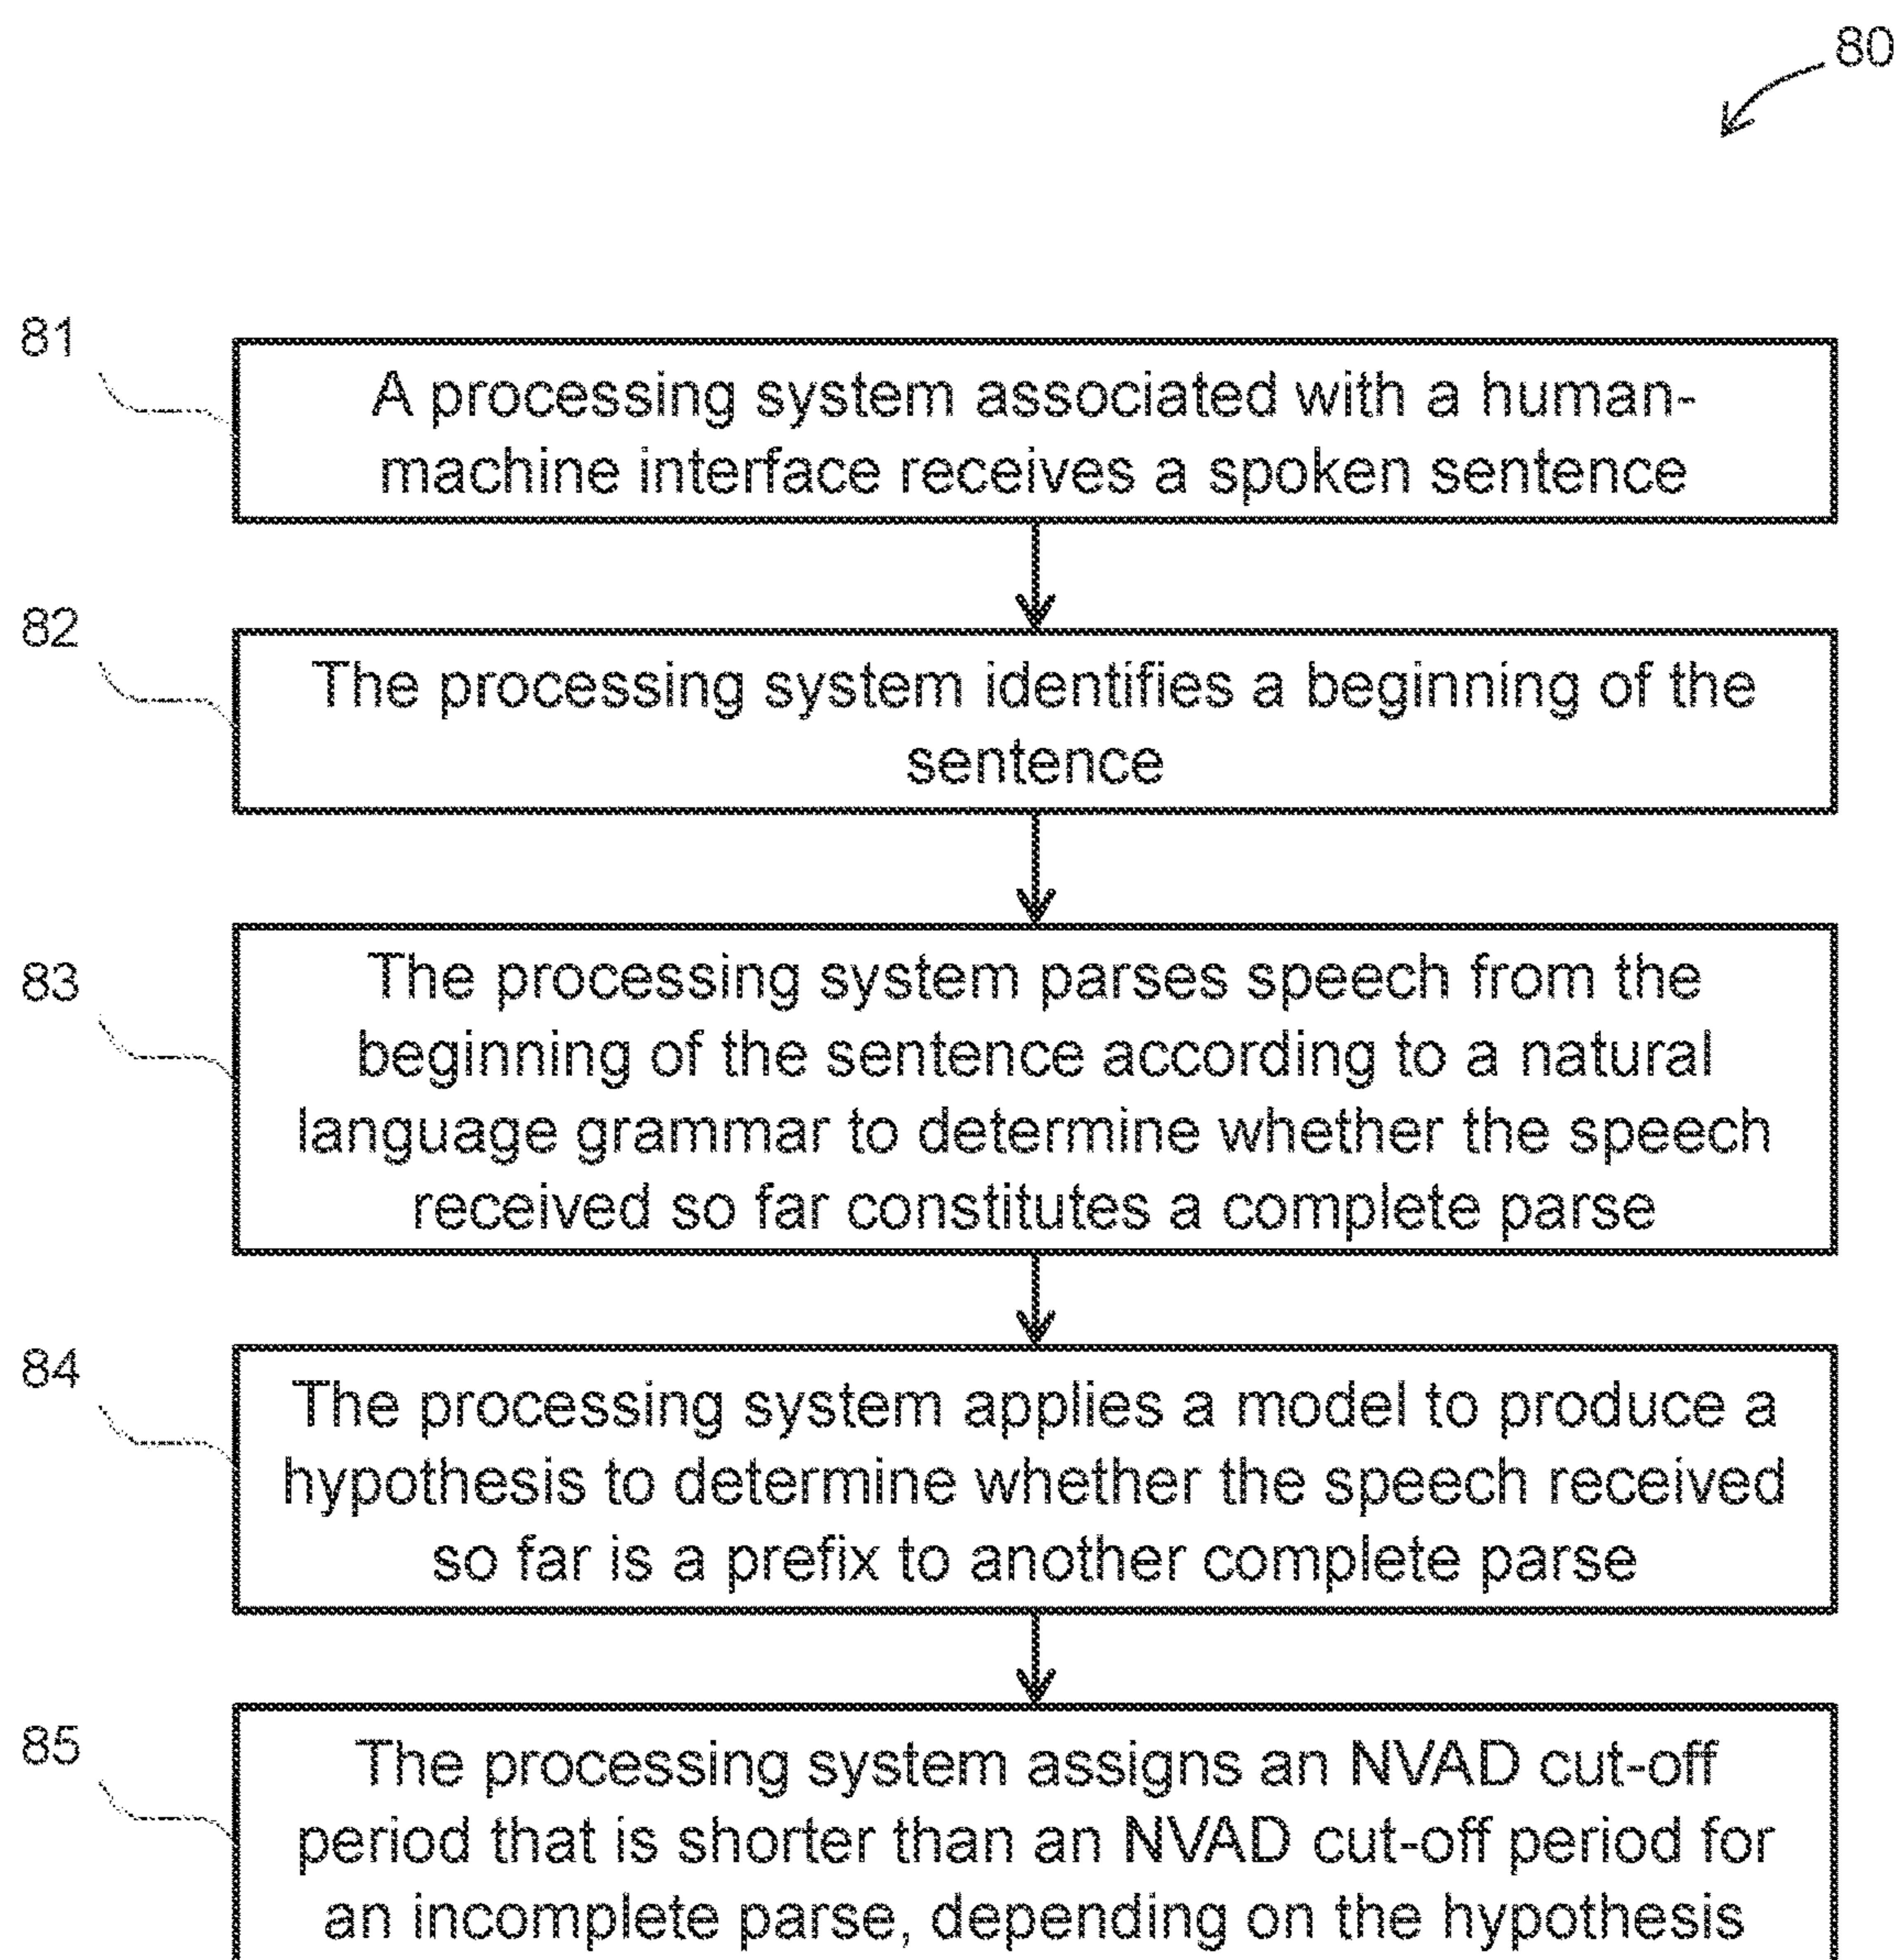 80
81
A processing system associated with a human-
machine interface receives a spoken sentence
82
The processing system identifies a beginning of the
sentence
83
The processing system parses speech from the
beginning of the sentence according to a natural
language grammar to determine whether the speech
received so far constitutes a complete parse
84
The processing system applies a model to produce a
hypothesis to determine whether the speech received
so far is a prefix to another complete parse
85
The processing system assigns an NVAD cut-off
period that is shorter than an NVAD cut-off period for
an incomplete parse, depending on the hypothesis